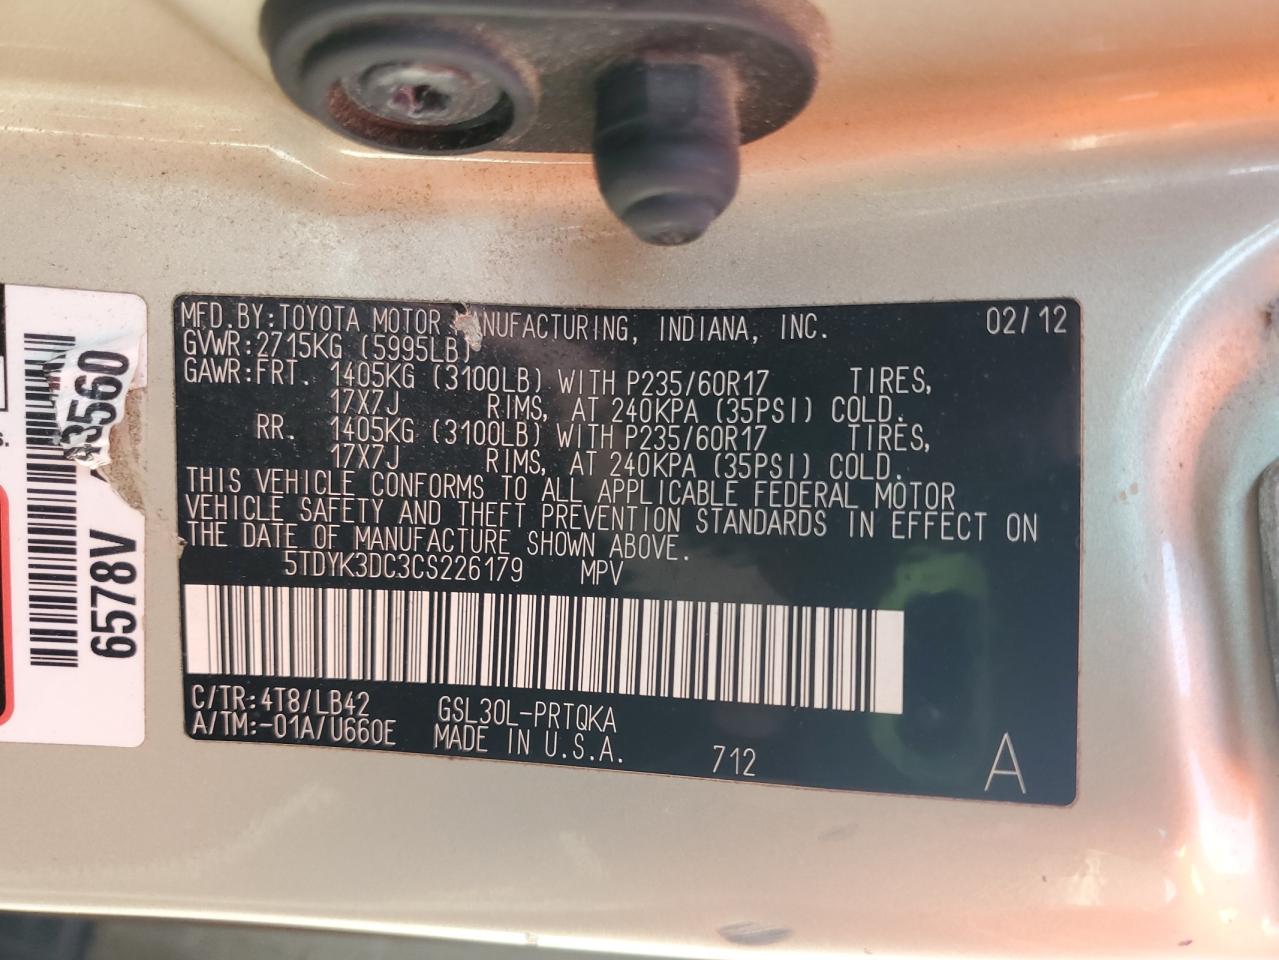 MFD.BY:TOYOTA MOTOR NUFACTURING, INDIANA, INC. 02/12
GVWR:2715KG (5995LB)
GAWR:FRT. 1405KG (3100LB) WITH P235/60R17 TIRES,
17X7J RIMS, AT 240KPA (35PSI) COLD.
RR. 1405KG (3100LB) WITH P235/60R17 TIRES,
17X7J RIMS, AT 240KPA (35PSI) COLD.
THIS VEHICLE CONFORMS TO ALL APPLICABLE FEDERAL MOTOR
VEHICLE SAFETY AND THEFT PREVENTION STANDARDS IN EFFECT ON
THE DATE OF MANUFACTURE SHOWN ABOVE.
5TDYK3DC3CS226179 MPV
C/TR:4T8/LB42 GSL30L-PRTQKA
A/TM:-01A/U660E MADE IN U.S.A. 712 A
6578V 3560